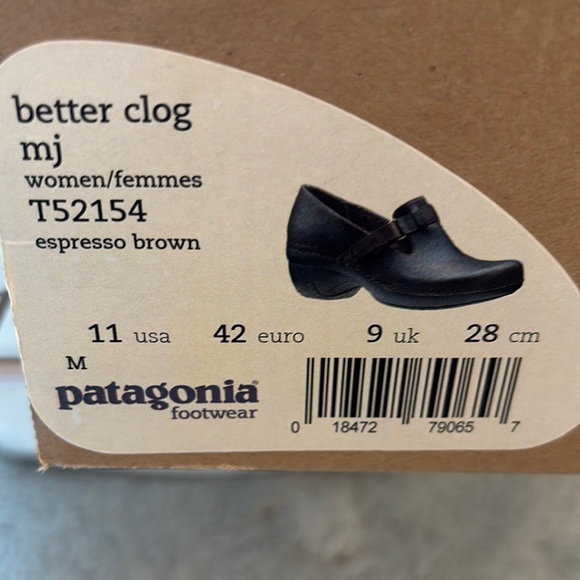 better clog
mj
women/femmes
T52154
espresso brown
11 usa 42 euro 9 uk 28 cm
M
patagonia®
footwear
0 18472 79065 7